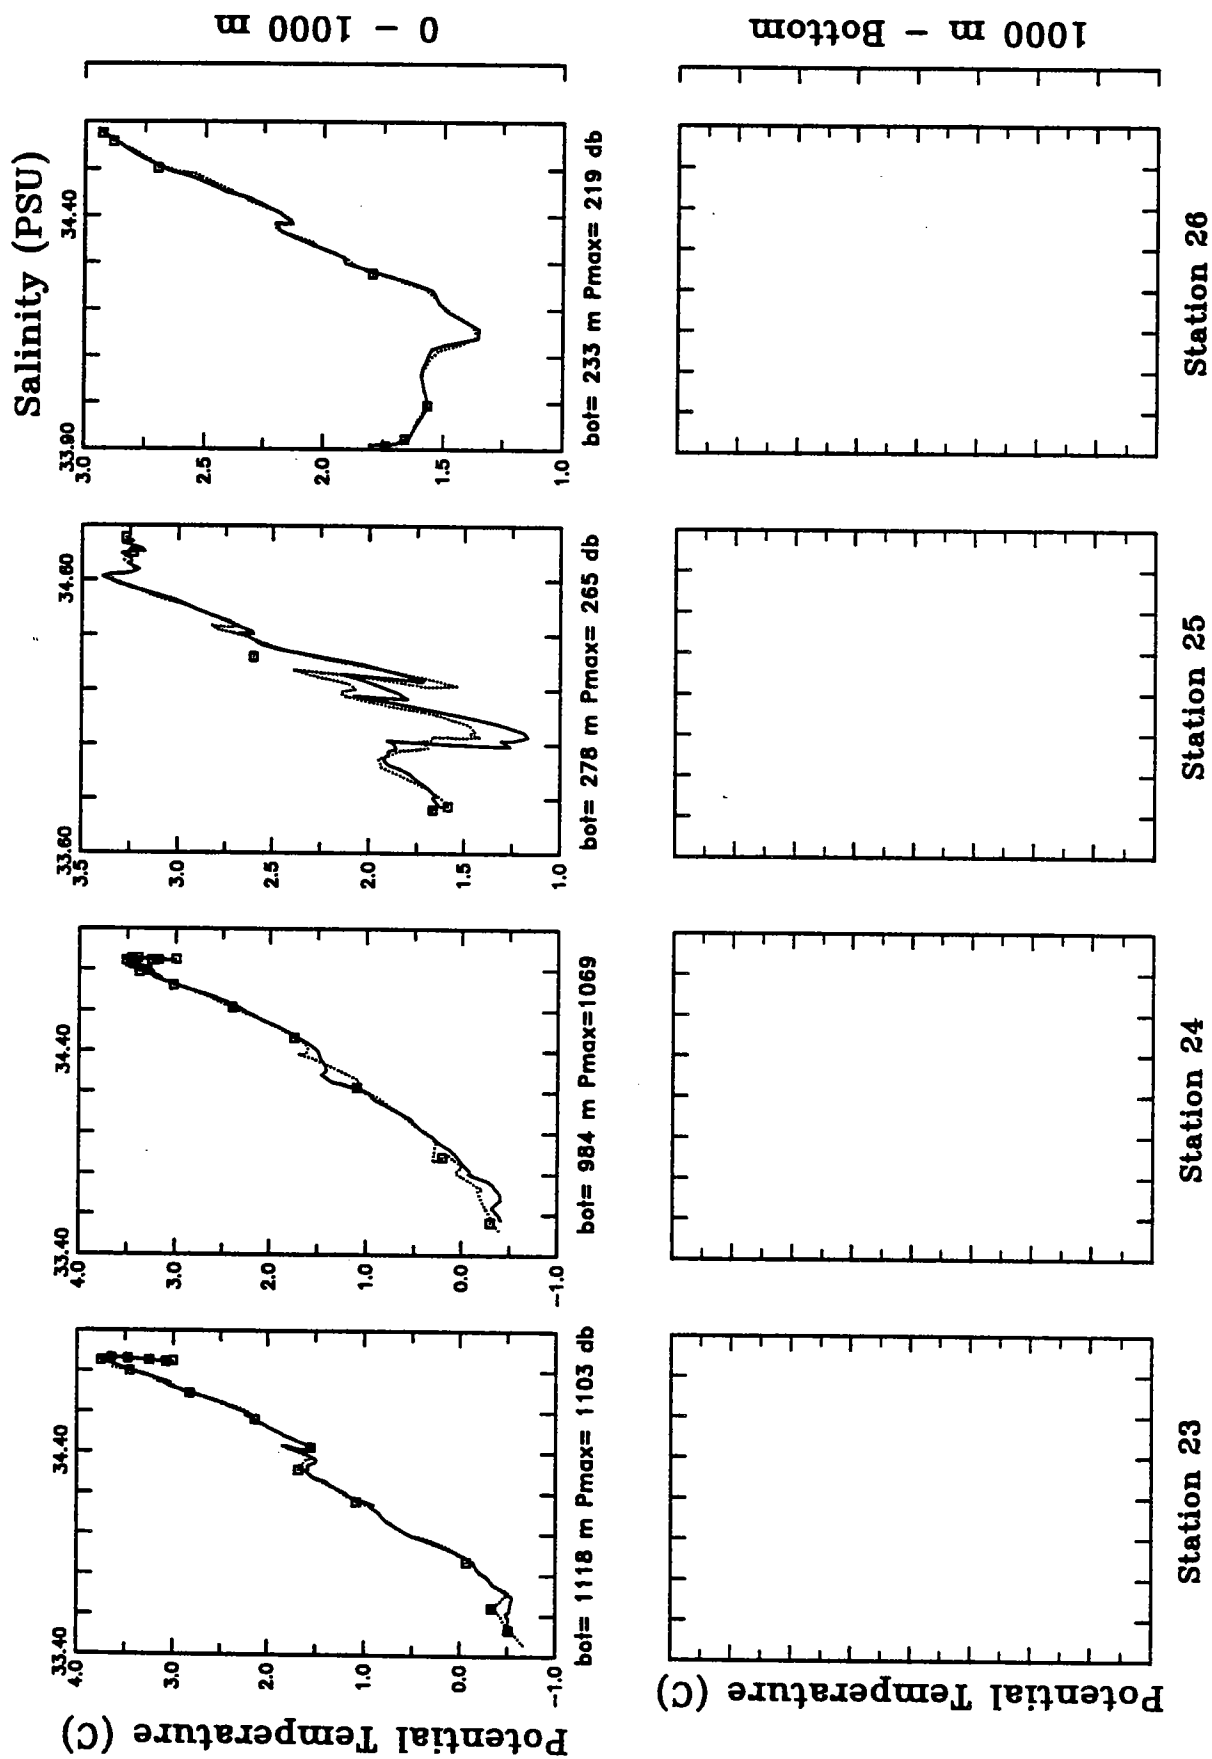 Salinity (PSU)
0 – 1000 m
Potential Temperature (C)
33.40
34.40
4.0
3.0
2.0
1.0
0.0
-1.0
bot= 1118 m Pmax= 1103 db
33.40
34.40
4.0
3.0
2.0
1.0
0.0
-1.0
bot= 984 m Pmax=1069
33.60
34.60
3.0
2.5
2.0
1.5
1.0
bot= 278 m Pmax= 265 db
33.90
34.40
3.0
2.5
2.0
1.5
1.0
bot= 233 m Pmax= 219 db
Potential Temperature (C)
1000 m – Bottom
Station 23
Station 24
Station 25
Station 26